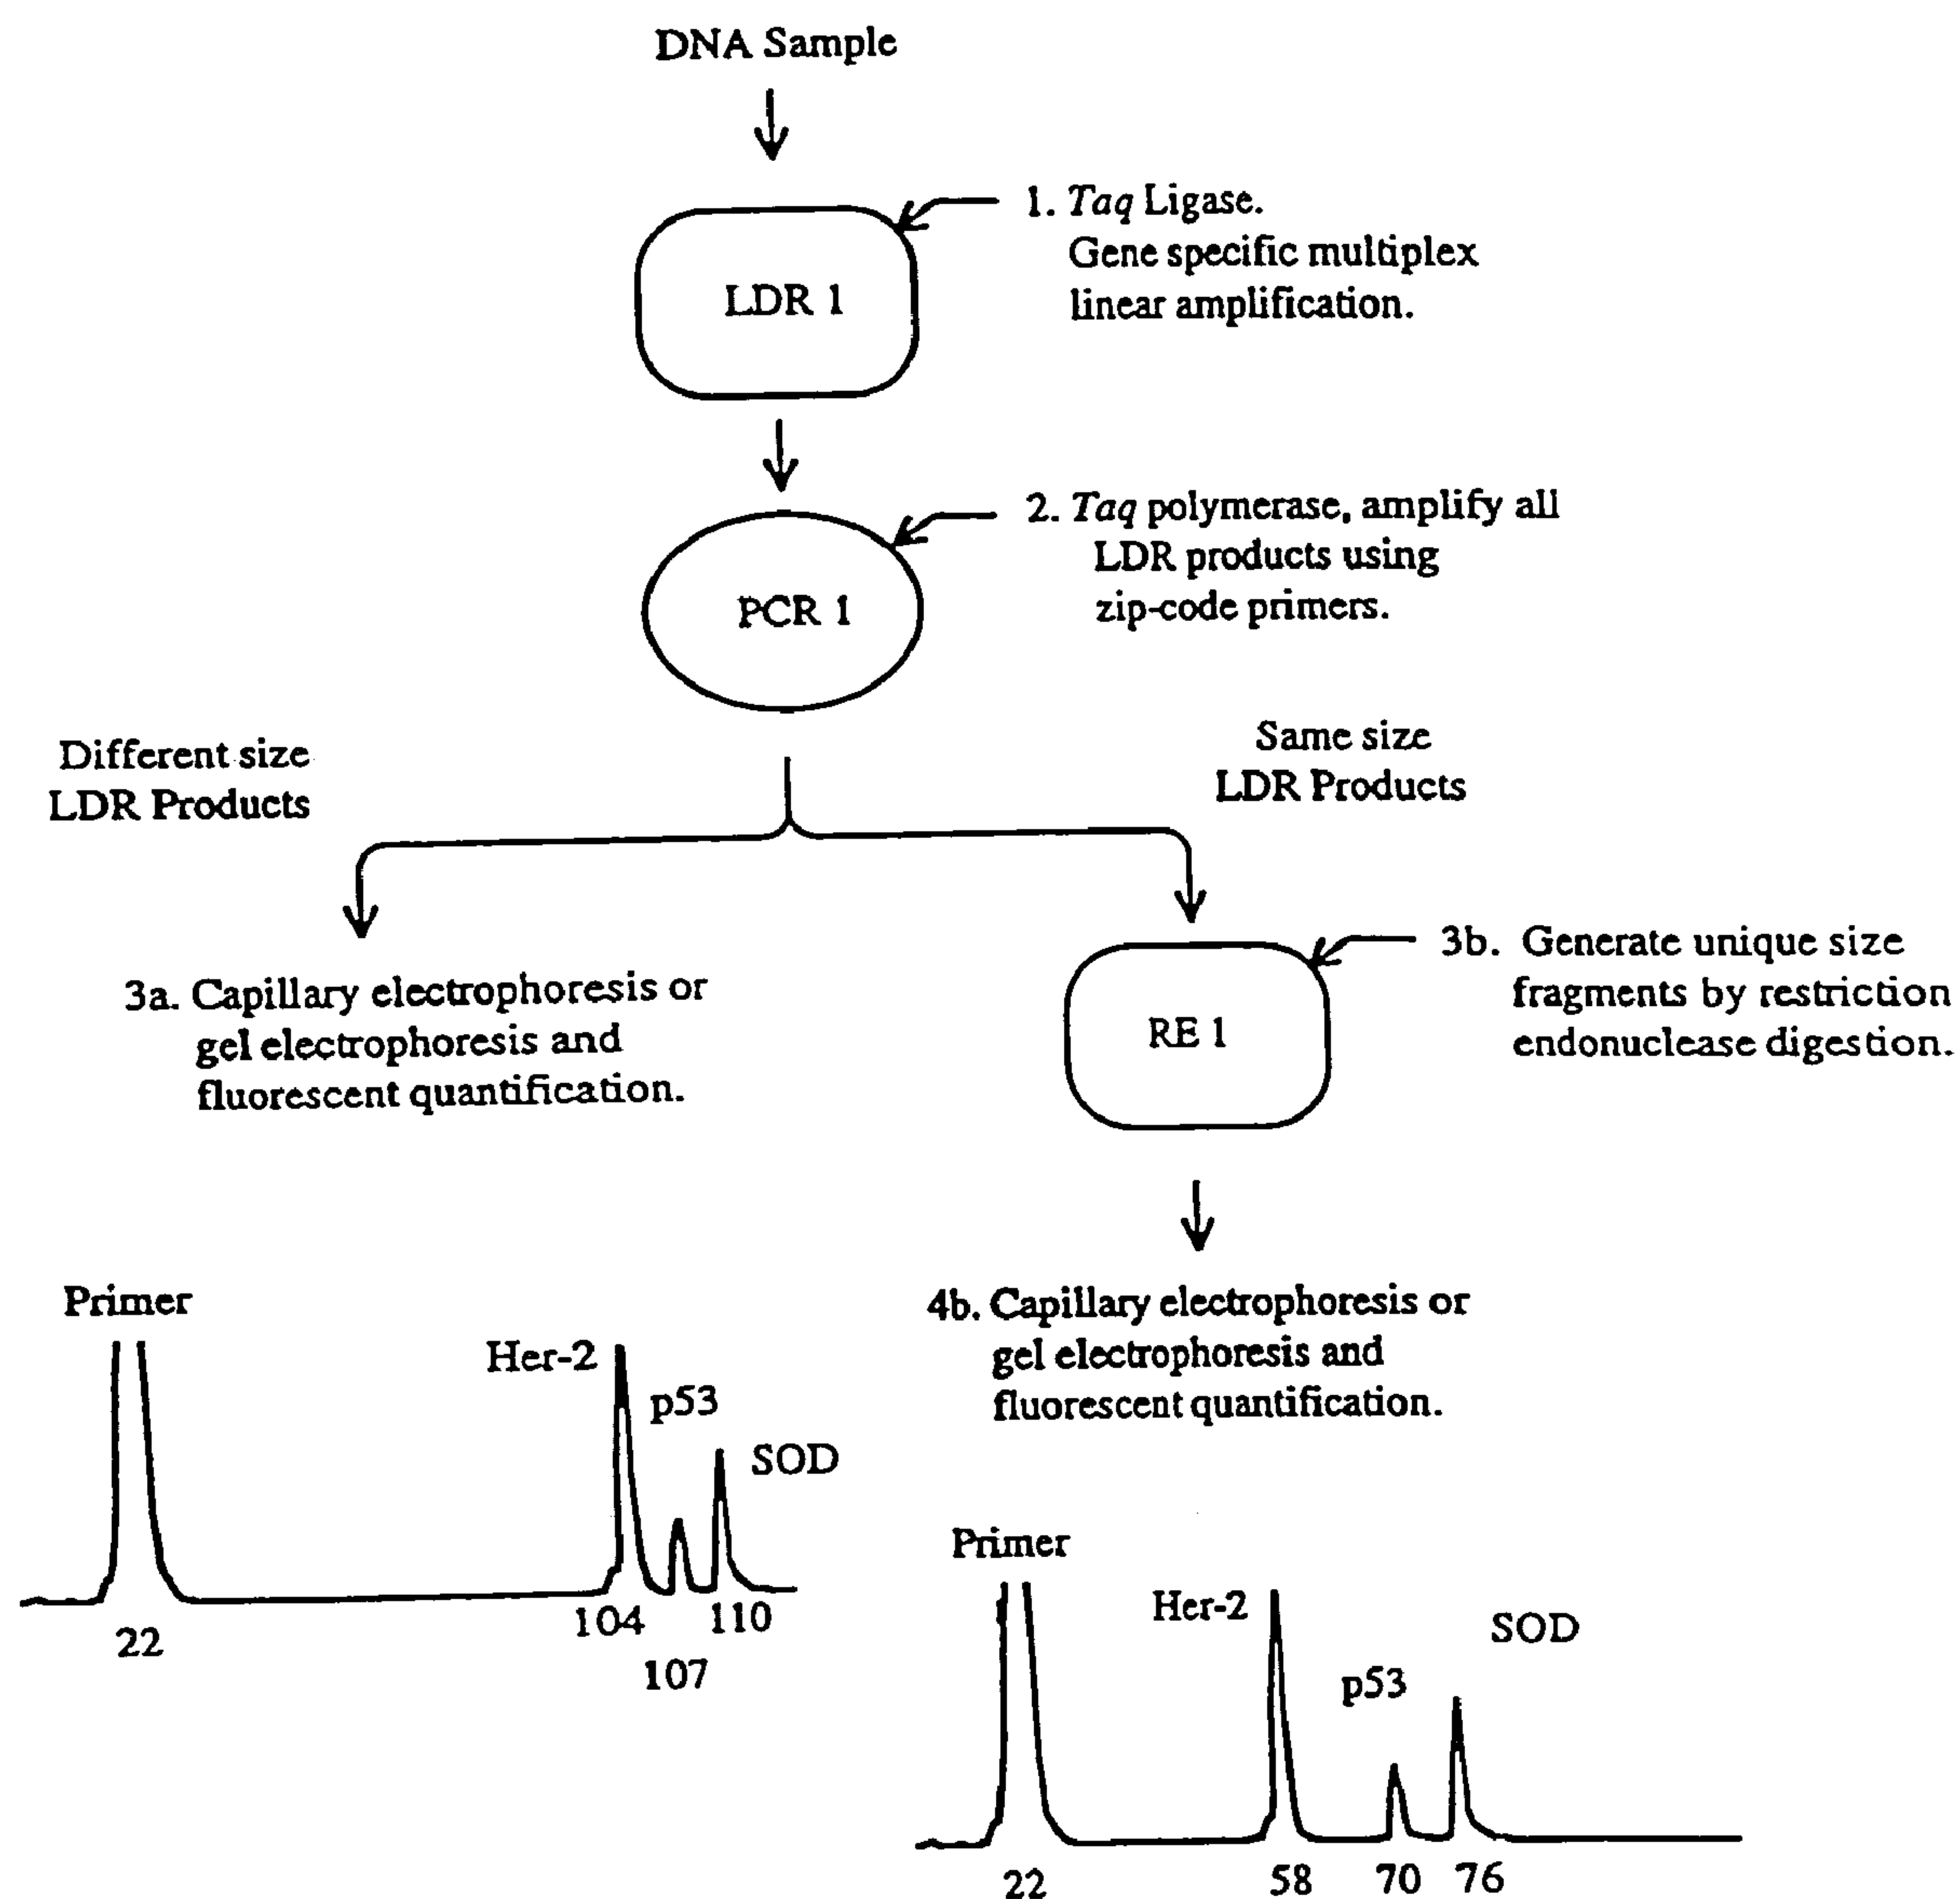 DNA Sample
1. Taq Ligase.
Gene specific multiplex
linear amplification.
LDR 1
2. Taq polymerase, amplify all
LDR products using
zip-code primers.
PCR 1
Different size
LDR Products
Same size
LDR Products
3a. Capillary electrophoresis or
gel electrophoresis and
fluorescent quantification.
3b. Generate unique size
fragments by restriction
endonuclease digestion.
RE 1
Primer
Her-2
p53
SOD
22
104
107
110
4b. Capillary electrophoresis or
gel electrophoresis and
fluorescent quantification.
Primer
Her-2
p53
SOD
22
58
70
76